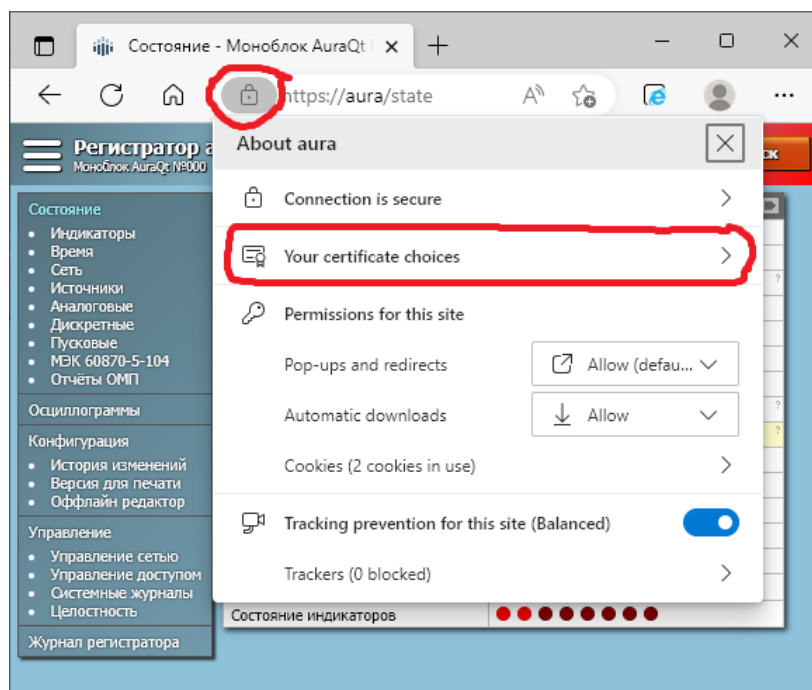 Состояние - Моноблок AuraQt
https://aura/state
Регистратор а
Моноблок AuraQt №000
ск
About aura
Connection is secure
Your certificate choices
Permissions for this site
Pop-ups and redirects
Allow (defau...
Automatic downloads
Allow
Cookies (2 cookies in use)
Tracking prevention for this site (Balanced)
Trackers (0 blocked)
Состояние
Индикаторы
Время
Сеть
Источники
Аналоговые
Дискретные
Пусковые
МЭК 60870-5-104
Отчёты ОМП
Осциллограммы
Конфигурация
История изменений
Версия для печати
Оффлайн редактор
Управление
Управление сетью
Управление доступом
Системные журналы
Целостность
Журнал регистратора
?
?
?
Состояние индикаторов